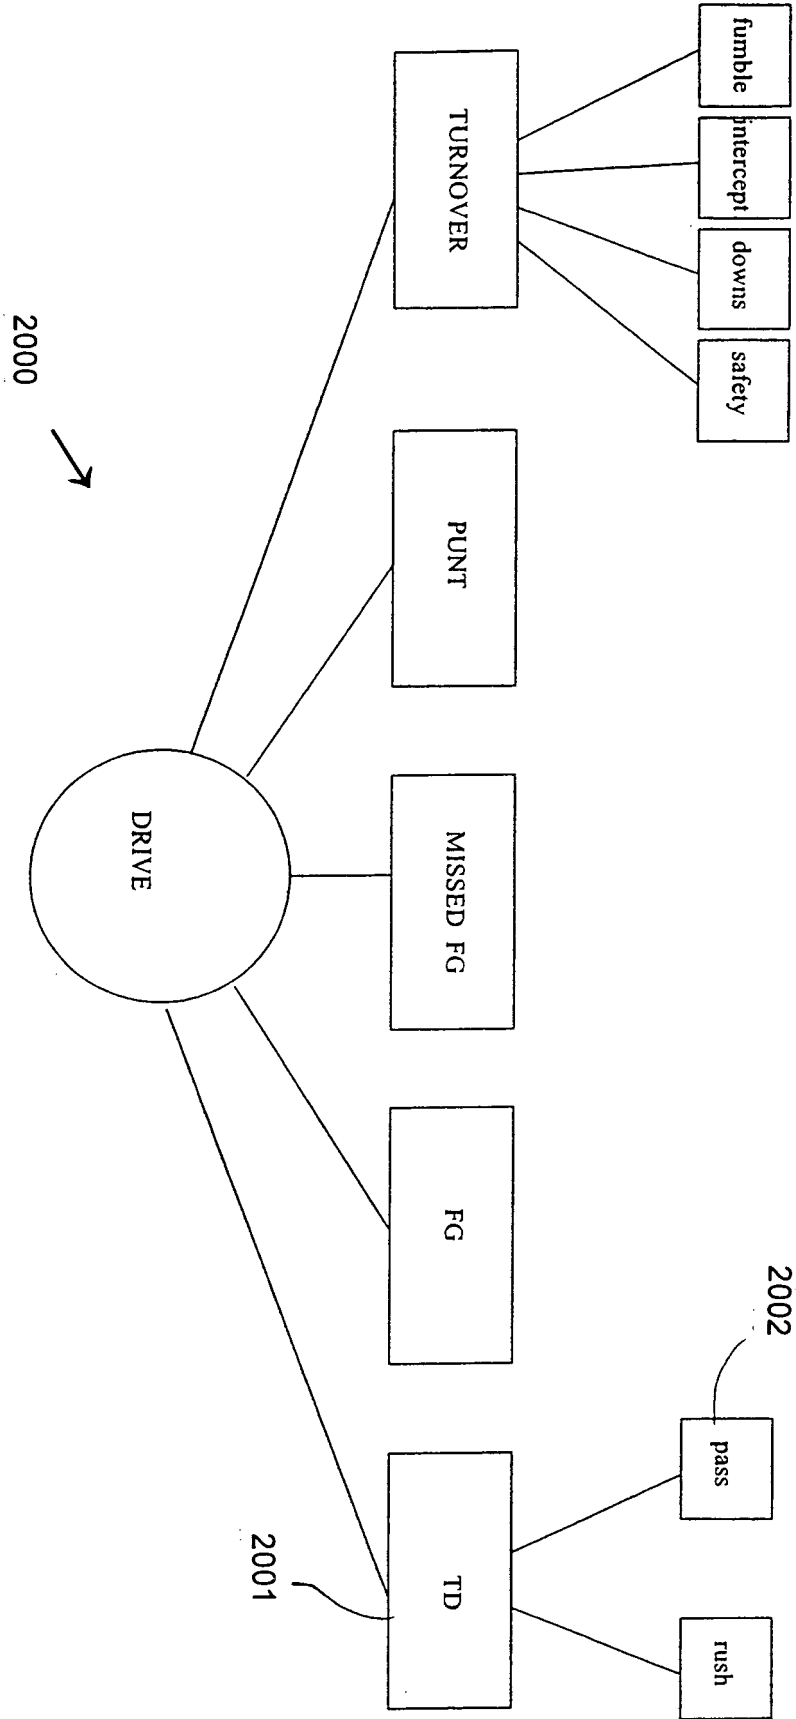 fumble
intercept
downs
safety
2002
pass
rush
TURNOVER
PUNT
MISSED FG
FG
TD
2001
DRIVE
2000